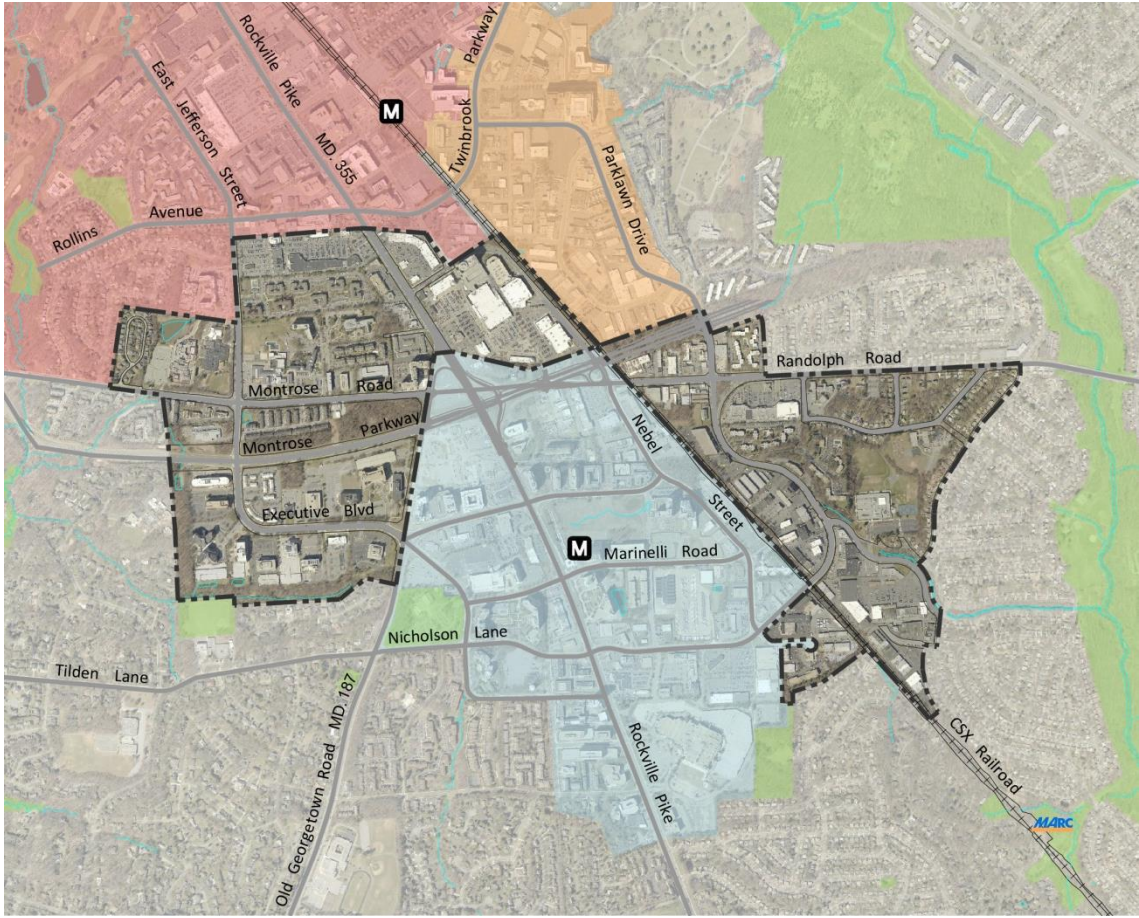 Rockville Pike MD. 355
Parkway
Twinbrook
East Jefferson Street
M
Parklawn Drive
Rollins Avenue
Randolph Road
Montrose Road
Montrose Parkway
Nebel Street
Executive Blvd
M
Marinelli Road
Nicholson Lane
Tilden Lane
Old Georgetown Road MD. 187
Rockville Pike
CSX Railroad
MARC